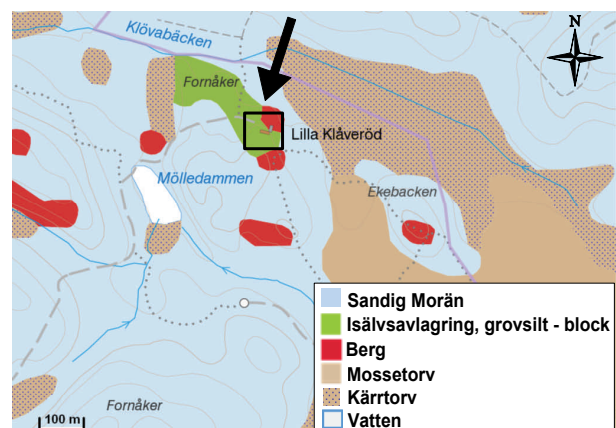 N
Klövabäcken
Fornåker
Lilla Klåveröd
Mölledammen
Ekebacken
Fornåker
100 m
Sandig Morän
Isälvsavlagring, grovsilt - block
Berg
Mossetorv
Kärrtorv
Vatten